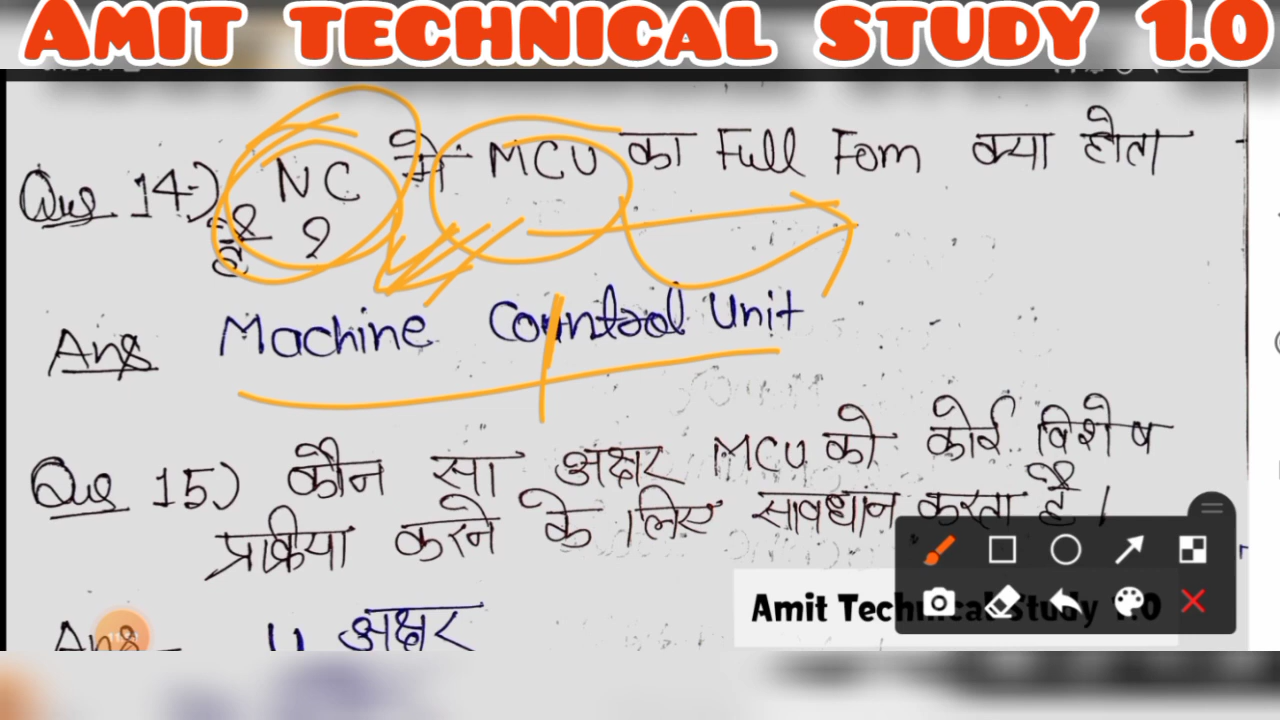 AMIT TECHNICAL STUDY 1.0
Que 14-) NC में MCU का Full Fom क्या होता
है ?
Ans Machine Countrol Unit
Que 15) कौन सा अक्षर MCU को कोई विशेष
प्रक्रिया करने के लिए सावधान करता है।
Amit Technical Study 1.0
Ans अक्षर